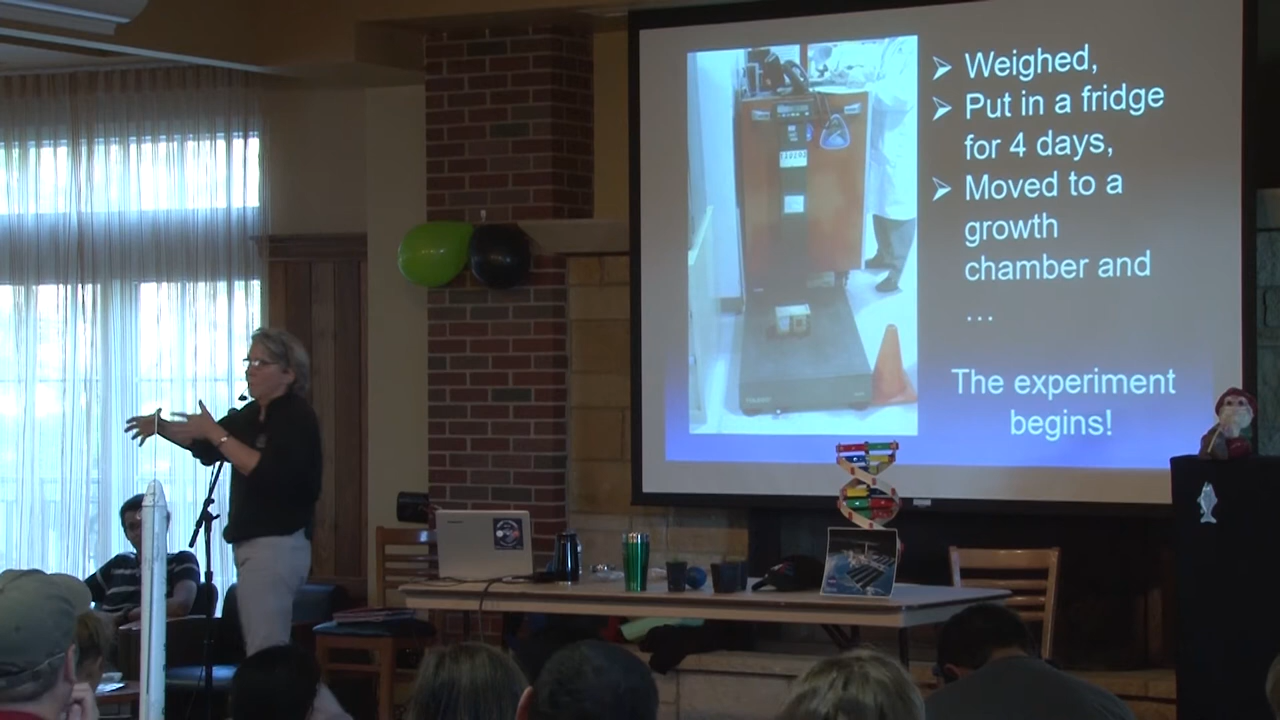 ➢ Weighed,
➢ Put in a fridge
for 4 days,
➢ Moved to a
growth
chamber and
…
The experiment
begins!